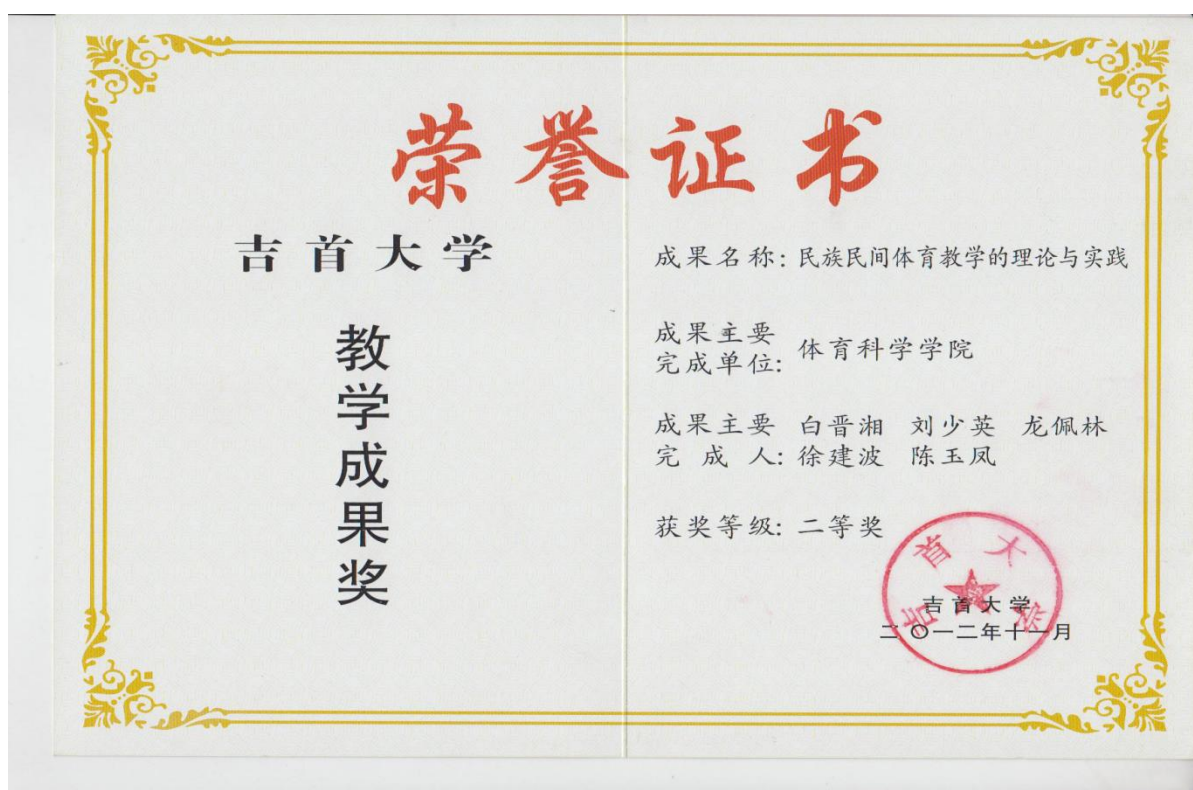 荣誉证书
吉首大学
教学成果奖
成果名称: 民族民间体育教学的理论与实践
成果主要
完成单位: 体育科学学院
成果主要 白晋湘 刘少英 龙佩林
完成人: 徐建波 陈玉凤
获奖等级: 二等奖
吉首大学
吉首大学
二〇一二年十一月